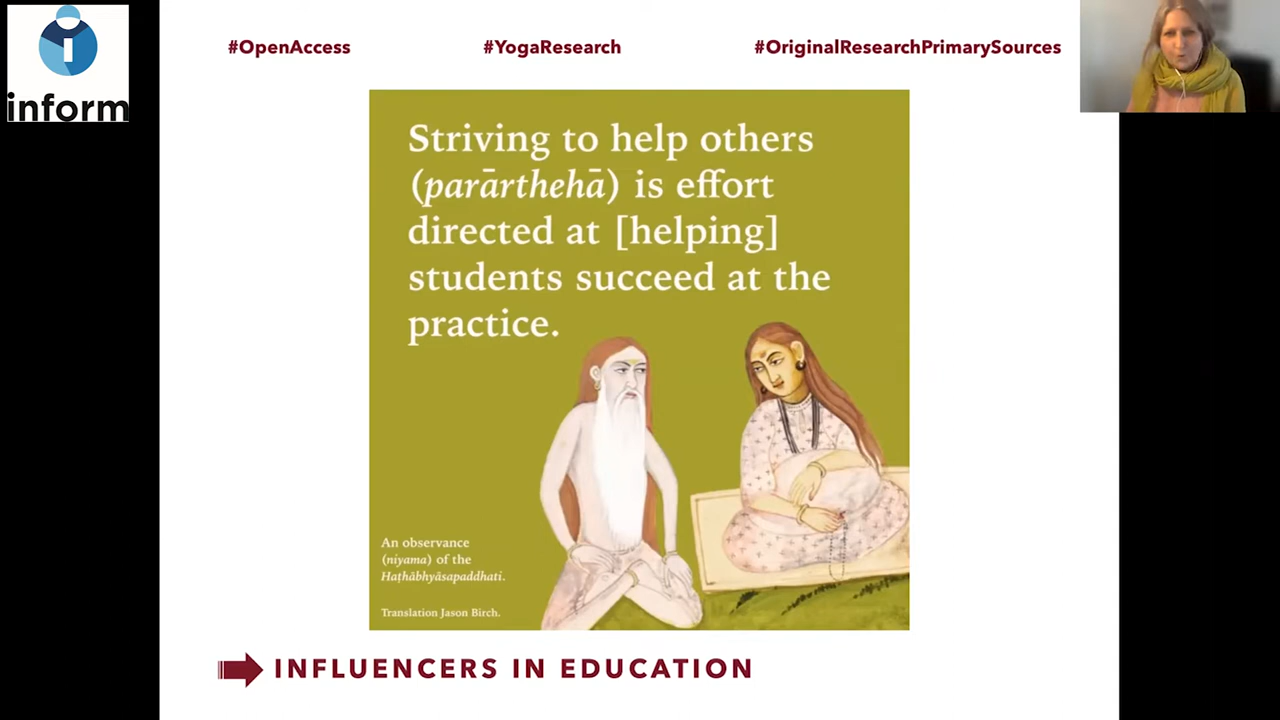 inform
#OpenAccess #YogaResearch #OriginalResearchPrimarySources
Striving to help others
(parārthehā) is effort
directed at [helping]
students succeed at the
practice.
An observance
(niyama) of the
Haṭhābhyāsapaddhati.
Translation Jason Birch.
INFLUENCERS IN EDUCATION